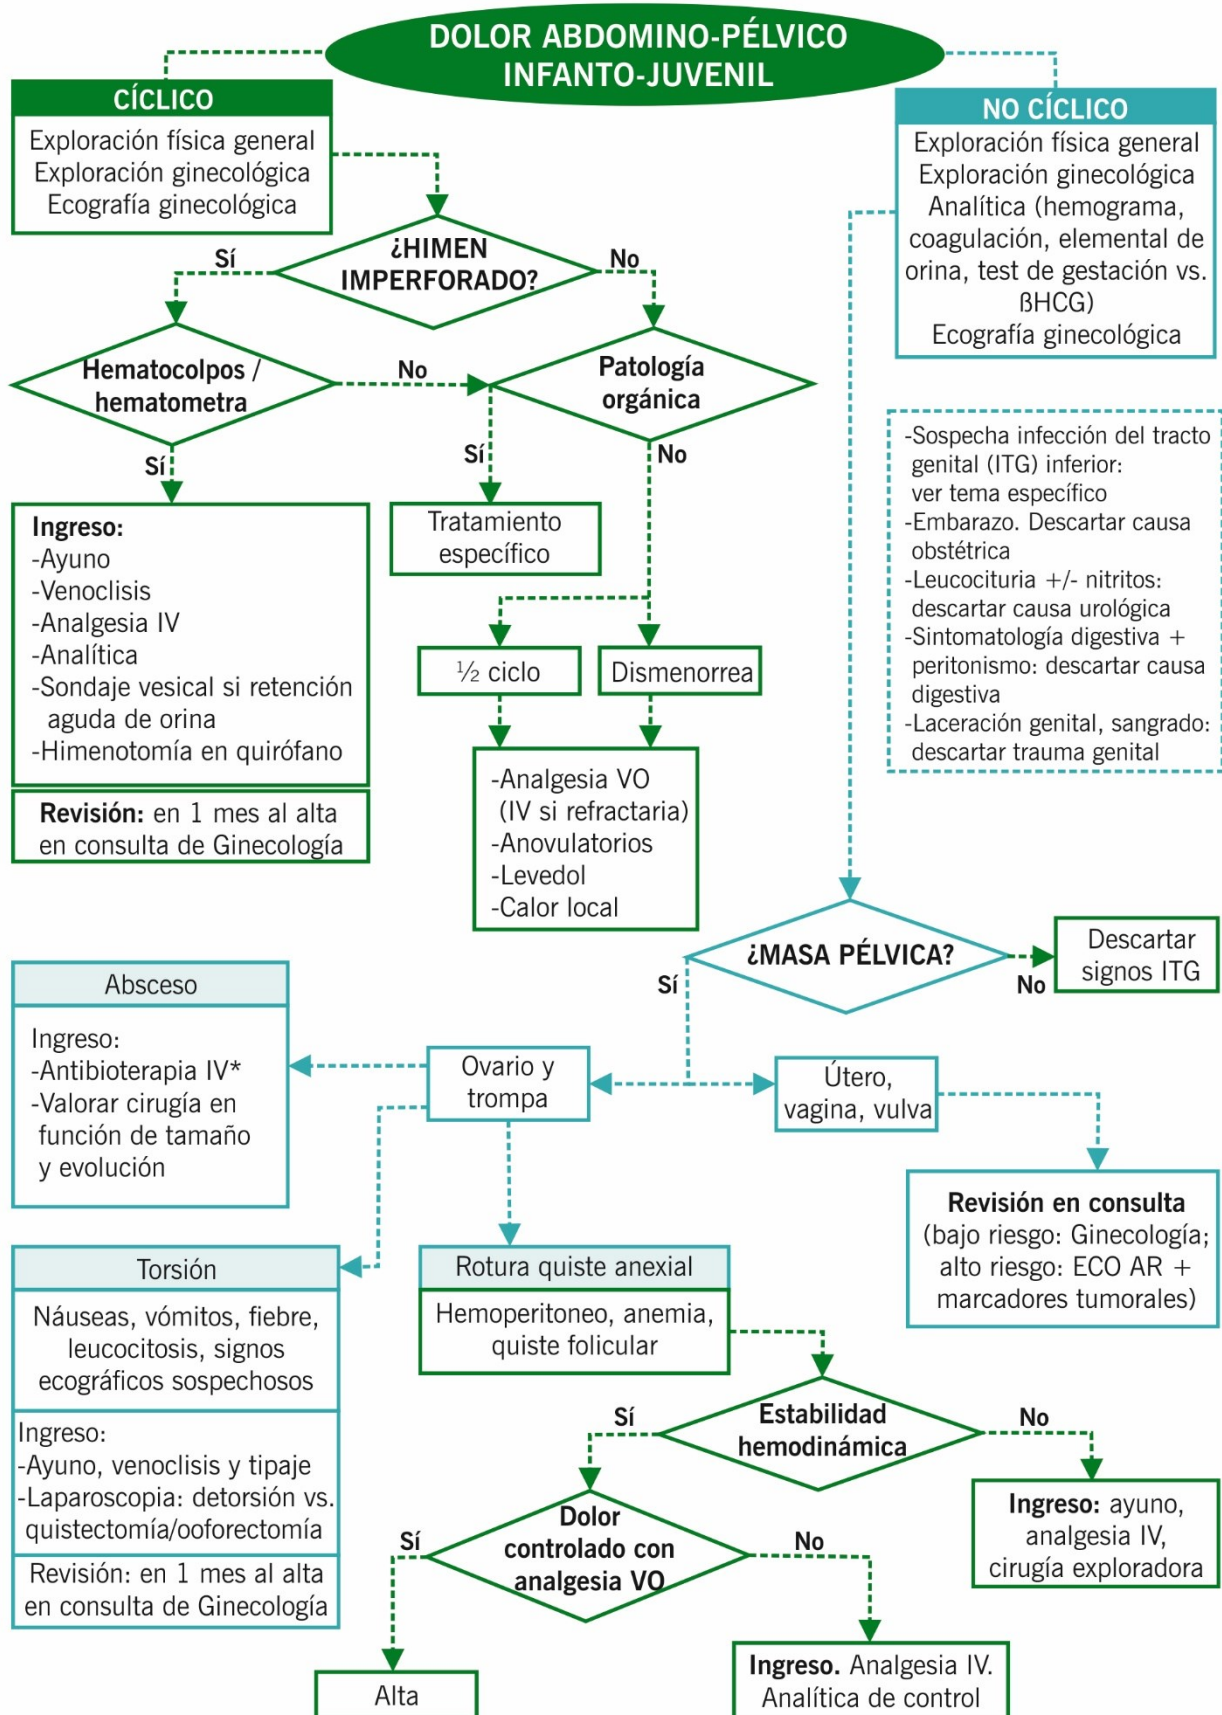 DOLOR ABDOMINO-PÉLVICO
INFANTO-JUVENIL
CÍCLICO
Exploración física general
Exploración ginecológica
Ecografía ginecológica
NO CÍCLICO
Exploración física general
Exploración ginecológica
Analítica (hemograma,
coagulación, elemental de
orina, test de gestación vs.
ßHCG)
Ecografía ginecológica
¿HIMEN
IMPERFORADO?
Sí
No
Hematocolpos /
hematometra
No
Patología
orgánica
Sí
Sí
No
Ingreso:
-Ayuno
-Venoclisis
-Analgesia IV
-Analítica
-Sondaje vesical si retención
aguda de orina
-Himenotomía en quirófano
Revisión: en 1 mes al alta
en consulta de Ginecología
Tratamiento
específico
½ ciclo
Dismenorrea
-Analgesia VO
(IV si refractaria)
-Anovulatorios
-Levedol
-Calor local
-Sospecha infección del tracto
genital (ITG) inferior:
ver tema específico
-Embarazo. Descartar causa
obstétrica
-Leucocituria +/- nitritos:
descartar causa urológica
-Sintomatología digestiva +
peritonismo: descartar causa
digestiva
-Laceración genital, sangrado:
descartar trauma genital
¿MASA PÉLVICA?
Sí
No
Descartar
signos ITG
Absceso
Ingreso:
-Antibioterapia IV*
-Valorar cirugía en
función de tamaño
y evolución
Ovario y
trompa
Útero,
vagina, vulva
Revisión en consulta
(bajo riesgo: Ginecología;
alto riesgo: ECO AR +
marcadores tumorales)
Torsión
Náuseas, vómitos, fiebre,
leucocitosis, signos
ecográficos sospechosos
Ingreso:
-Ayuno, venoclisis y tipaje
-Laparoscopia: detorsión vs.
quistectomía/ooforectomía
Revisión: en 1 mes al alta
en consulta de Ginecología
Rotura quiste anexial
Hemoperitoneo, anemia,
quiste folicular
Estabilidad
hemodinámica
Sí
No
Ingreso: ayuno,
analgesia IV,
cirugía exploradora
Dolor
controlado con
analgesia VO
Sí
No
Alta
Ingreso. Analgesia IV.
Analítica de control